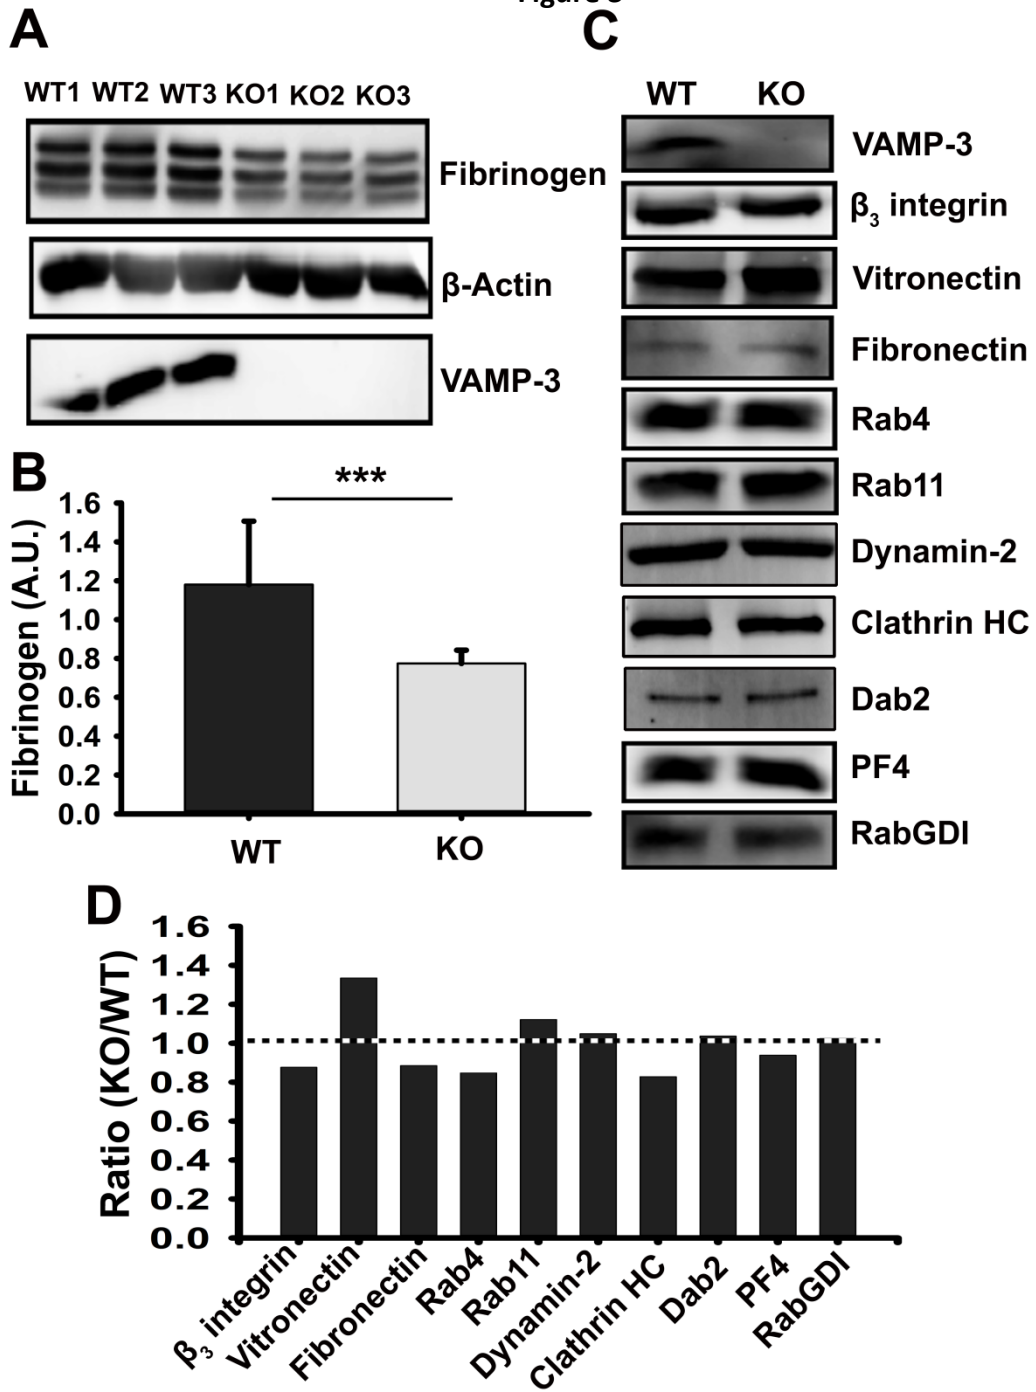 A
WT1 WT2 WT3 KO1 KO2 KO3
Fibrinogen
β-Actin
VAMP-3
B
***
Fibrinogen (A.U.)
1.6
1.4
1.2
1.0
0.8
0.6
0.4
0.2
0.0
WT KO
C
WT KO
VAMP-3
β3 integrin
Vitronectin
Fibronectin
Rab4
Rab11
Dynamin-2
Clathrin HC
Dab2
PF4
RabGDI
D
Ratio (KO/WT)
1.6
1.4
1.2
1.0
0.8
0.6
0.4
0.2
0.0
β3 integrin
Vitronectin
Fibronectin
Rab4
Rab11
Dynamin-2
Clathrin HC
Dab2
PF4
RabGDI